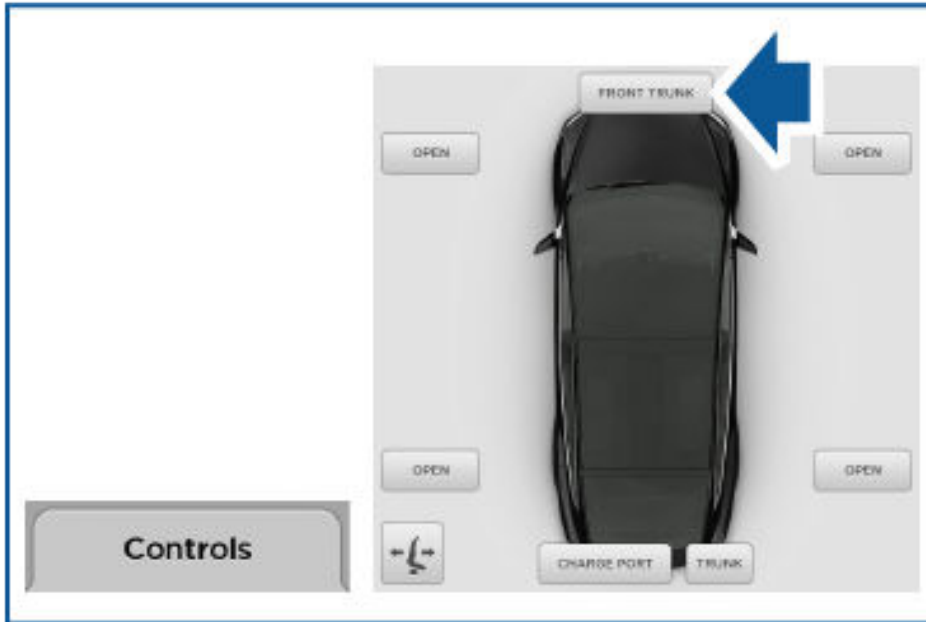 FRONT TRUNK
OPEN
OPEN
OPEN
OPEN
Controls
CHARGE PORT
TRUNK